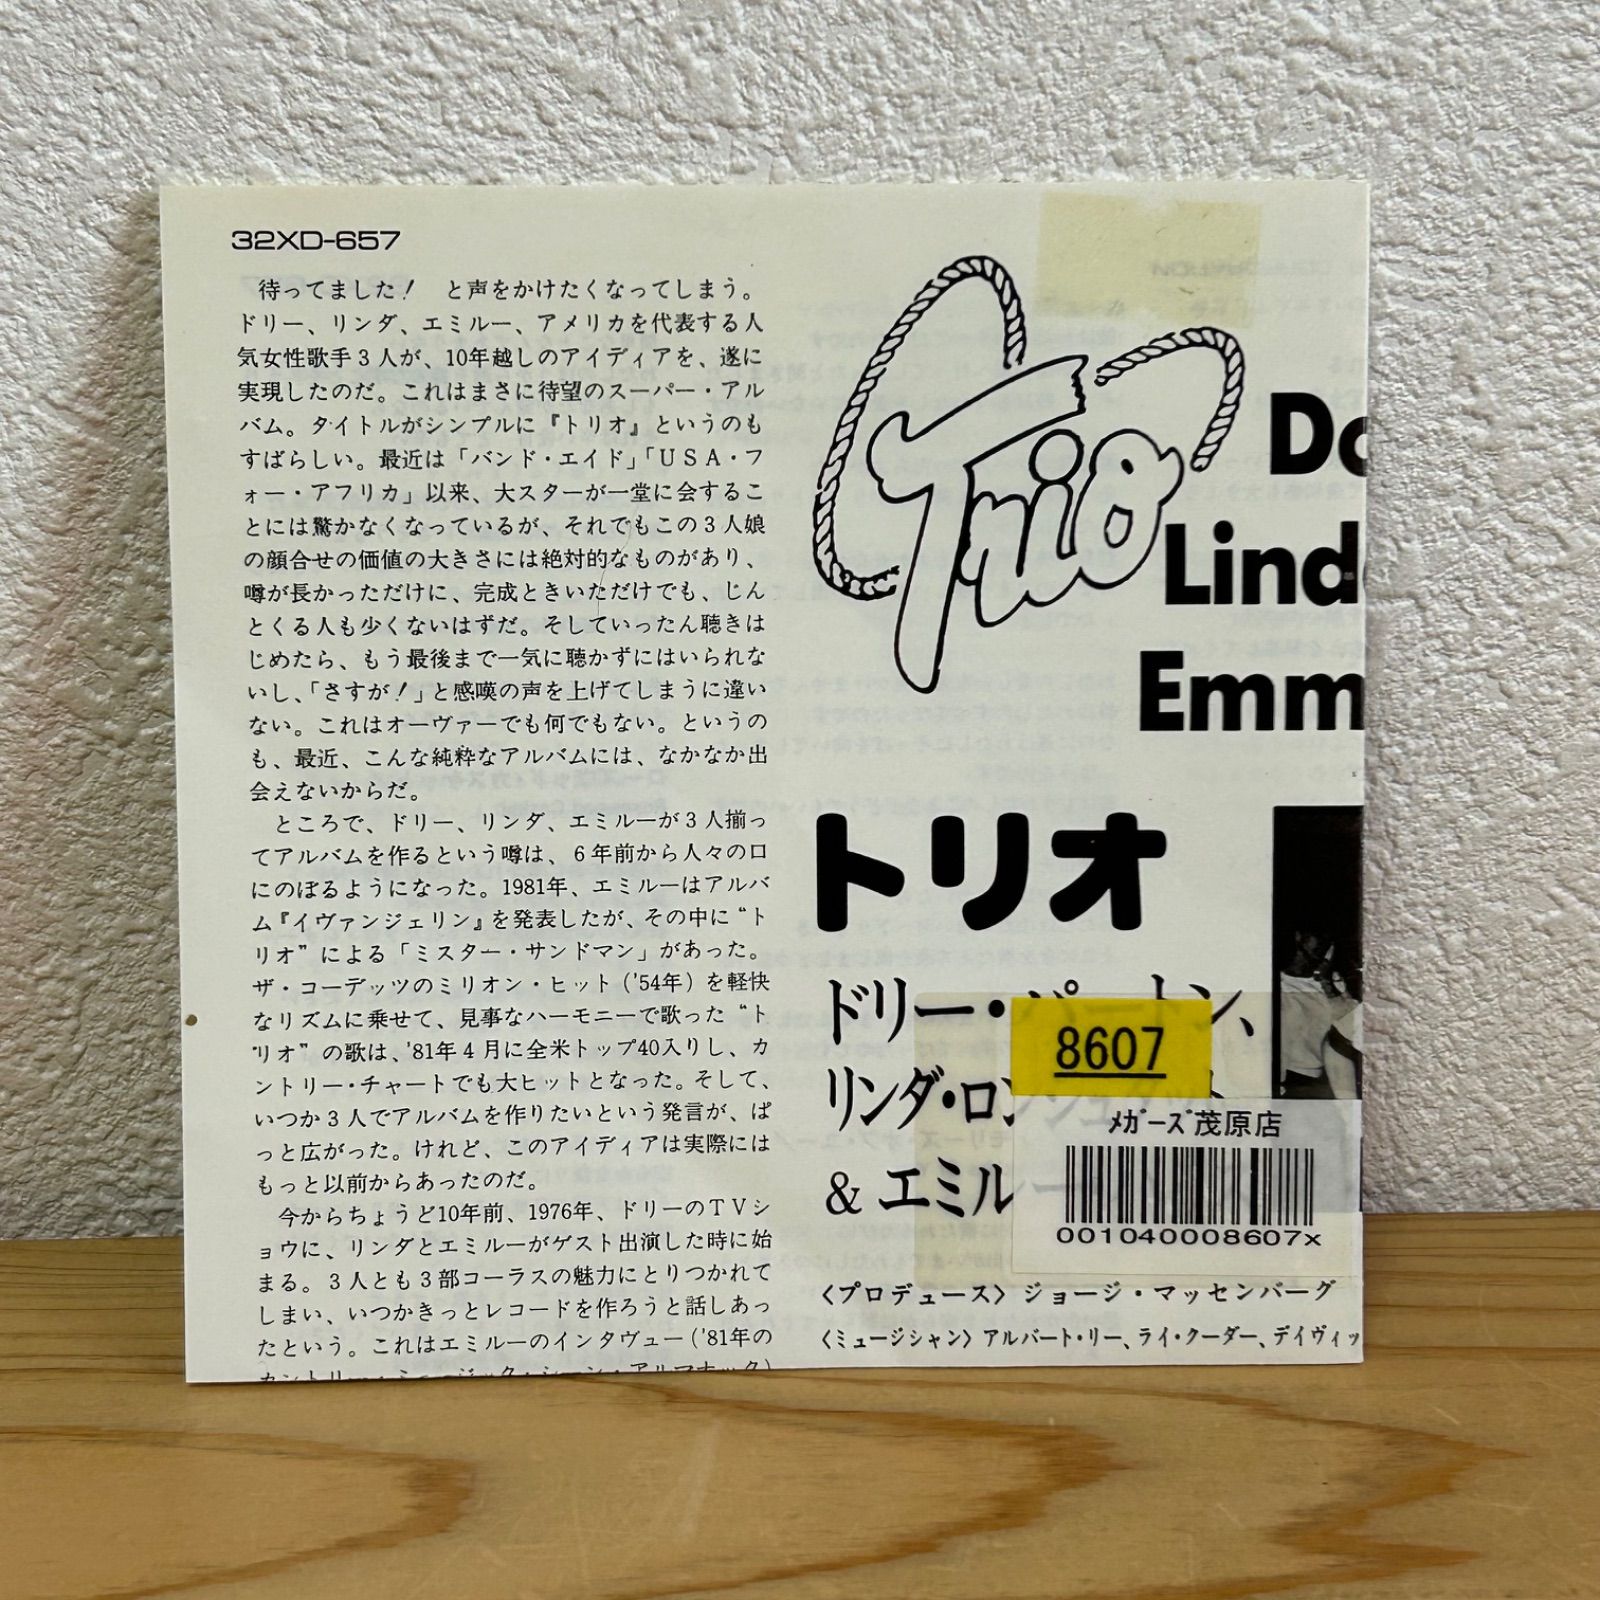 32XD-657
待ってました！　と声をかけたくなってしまう。
ドリー、リンダ、エミルー、アメリカを代表する人
気女性歌手３人が、10年越しのアイディアを、遂に
実現したのだ。これはまさに待望のスーパー・アル
バム。タイトルがシンプルに『トリオ』というのも
すばらしい。最近は「バンド・エイド」「ＵＳＡ・フ
ォー・アフリカ」以来、大スターが一堂に会するこ
とには驚かなくなっているが、それでもこの３人娘
の顔合せの価値の大きさには絶対的なものがあり、
噂が長かっただけに、完成ときいただけでも、じん
とくる人も少くないはずだ。そしていったん聴きは
じめたら、もう最後まで一気に聴かずにはいられな
いし、「さすが！」と感嘆の声を上げてしまうに違い
ない。これはオーヴァーでも何でもない。というの
も、最近、こんな純粋なアルバムには、なかなか出
会えないからだ。
ところで、ドリー、リンダ、エミルーが３人揃っ
てアルバムを作るという噂は、６年前から人々の口
にのぼるようになった。1981年、エミルーはアルバ
ム『イヴァンジェリン』を発表したが、その中に“ト
リオ”による「ミスター・サンドマン」があった。
ザ・コーデッツのミリオン・ヒット（'54年）を軽快
なリズムに乗せて、見事なハーモニーで歌った“ト
リオ”の歌は、'81年４月に全米トップ40入りし、カ
ントリー・チャートでも大ヒットとなった。そして、
いつか３人でアルバムを作りたいという発言が、ぱ
っと広がった。けれど、このアイディアは実際には
もっと以前からあったのだ。
今からちょうど10年前、1976年、ドリーのＴＶシ
ョウに、リンダとエミルーがゲスト出演した時に始
まる。３人とも３部コーラスの魅力にとりつかれて
しまい、いつかきっとレコードを作ろうと話しあっ
たという。これはエミルーのインタヴュー（'81年の
Trio
Do
Lind
Emm
トリオ
ドリー・パートン、
リンダ・ロンシュタット
& エミル
8607
ﾒｶﾞｰｽﾞ茂原店
001040008607x
〈プロデュース〉ジョージ・マッセンバーグ
〈ミュージシャン〉アルバート・リー、ライ・クーダー、デイヴィッ